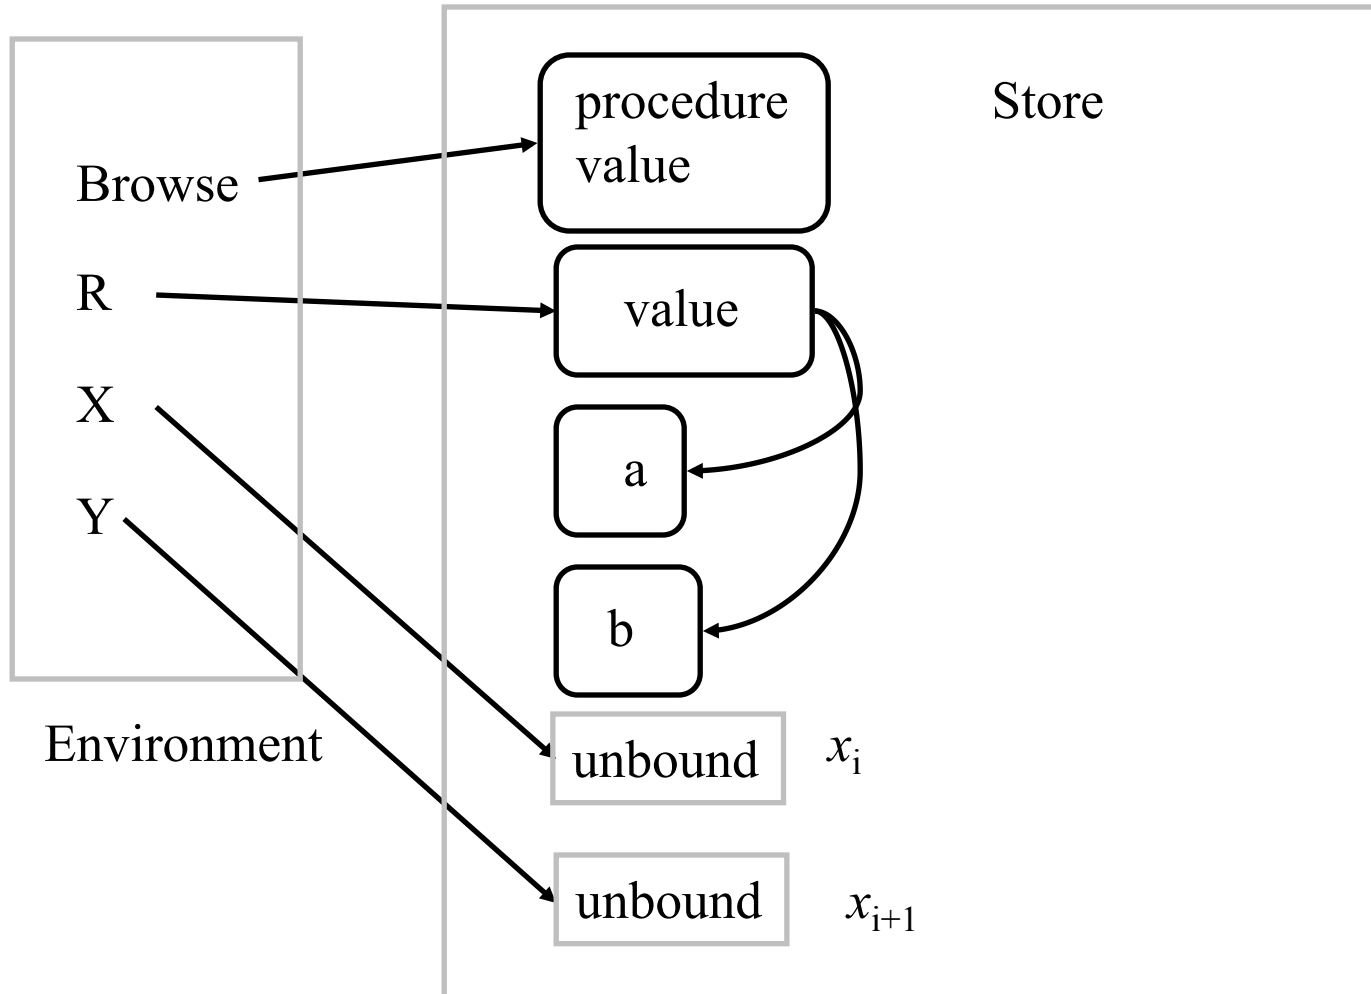 Store
procedure
value
Browse
R
value
X
a
Y
b
Environment
unbound
xi
unbound
xi+1